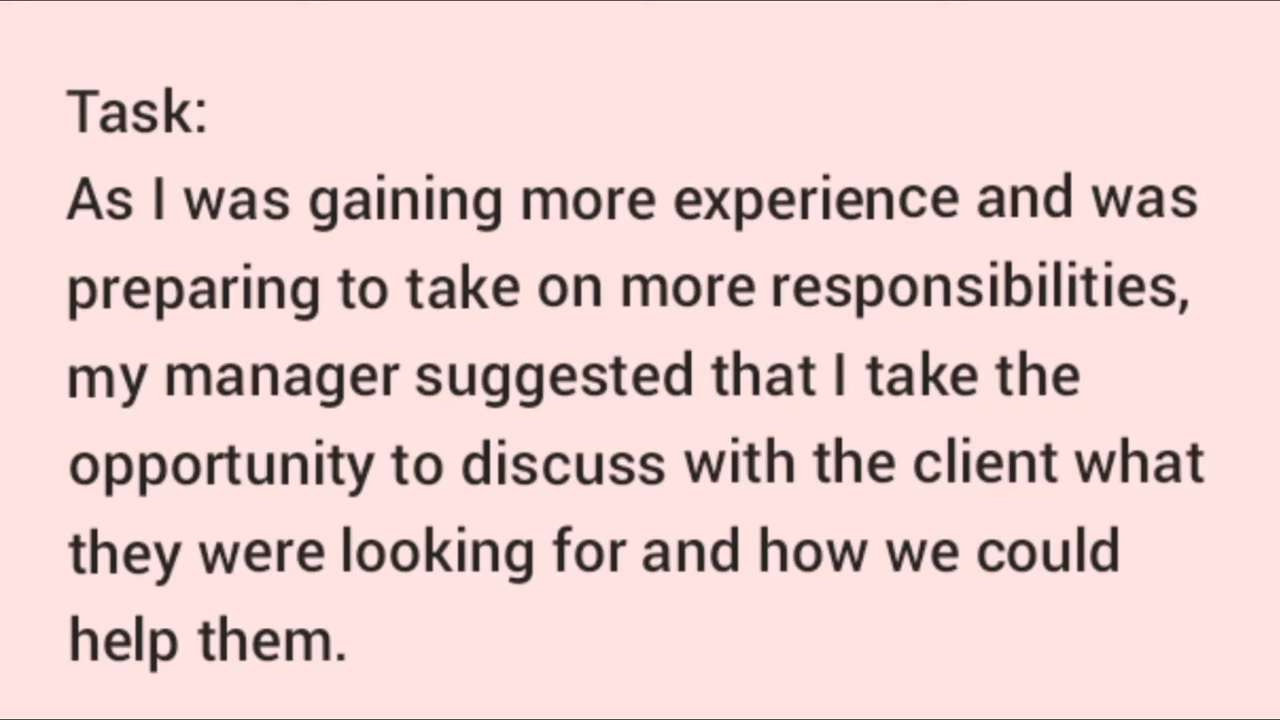 Task:
As I was gaining more experience and was
preparing to take on more responsibilities,
my manager suggested that I take the
opportunity to discuss with the client what
they were looking for and how we could
help them.